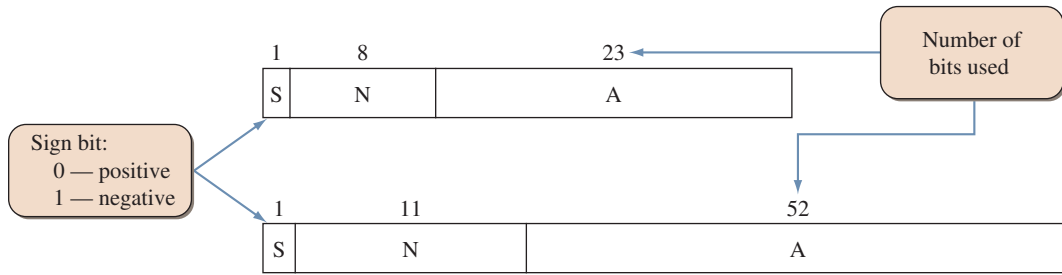 1 8 23
S N A
Number of
bits used
Sign bit:
0 — positive
1 — negative
1 11 52
S N A